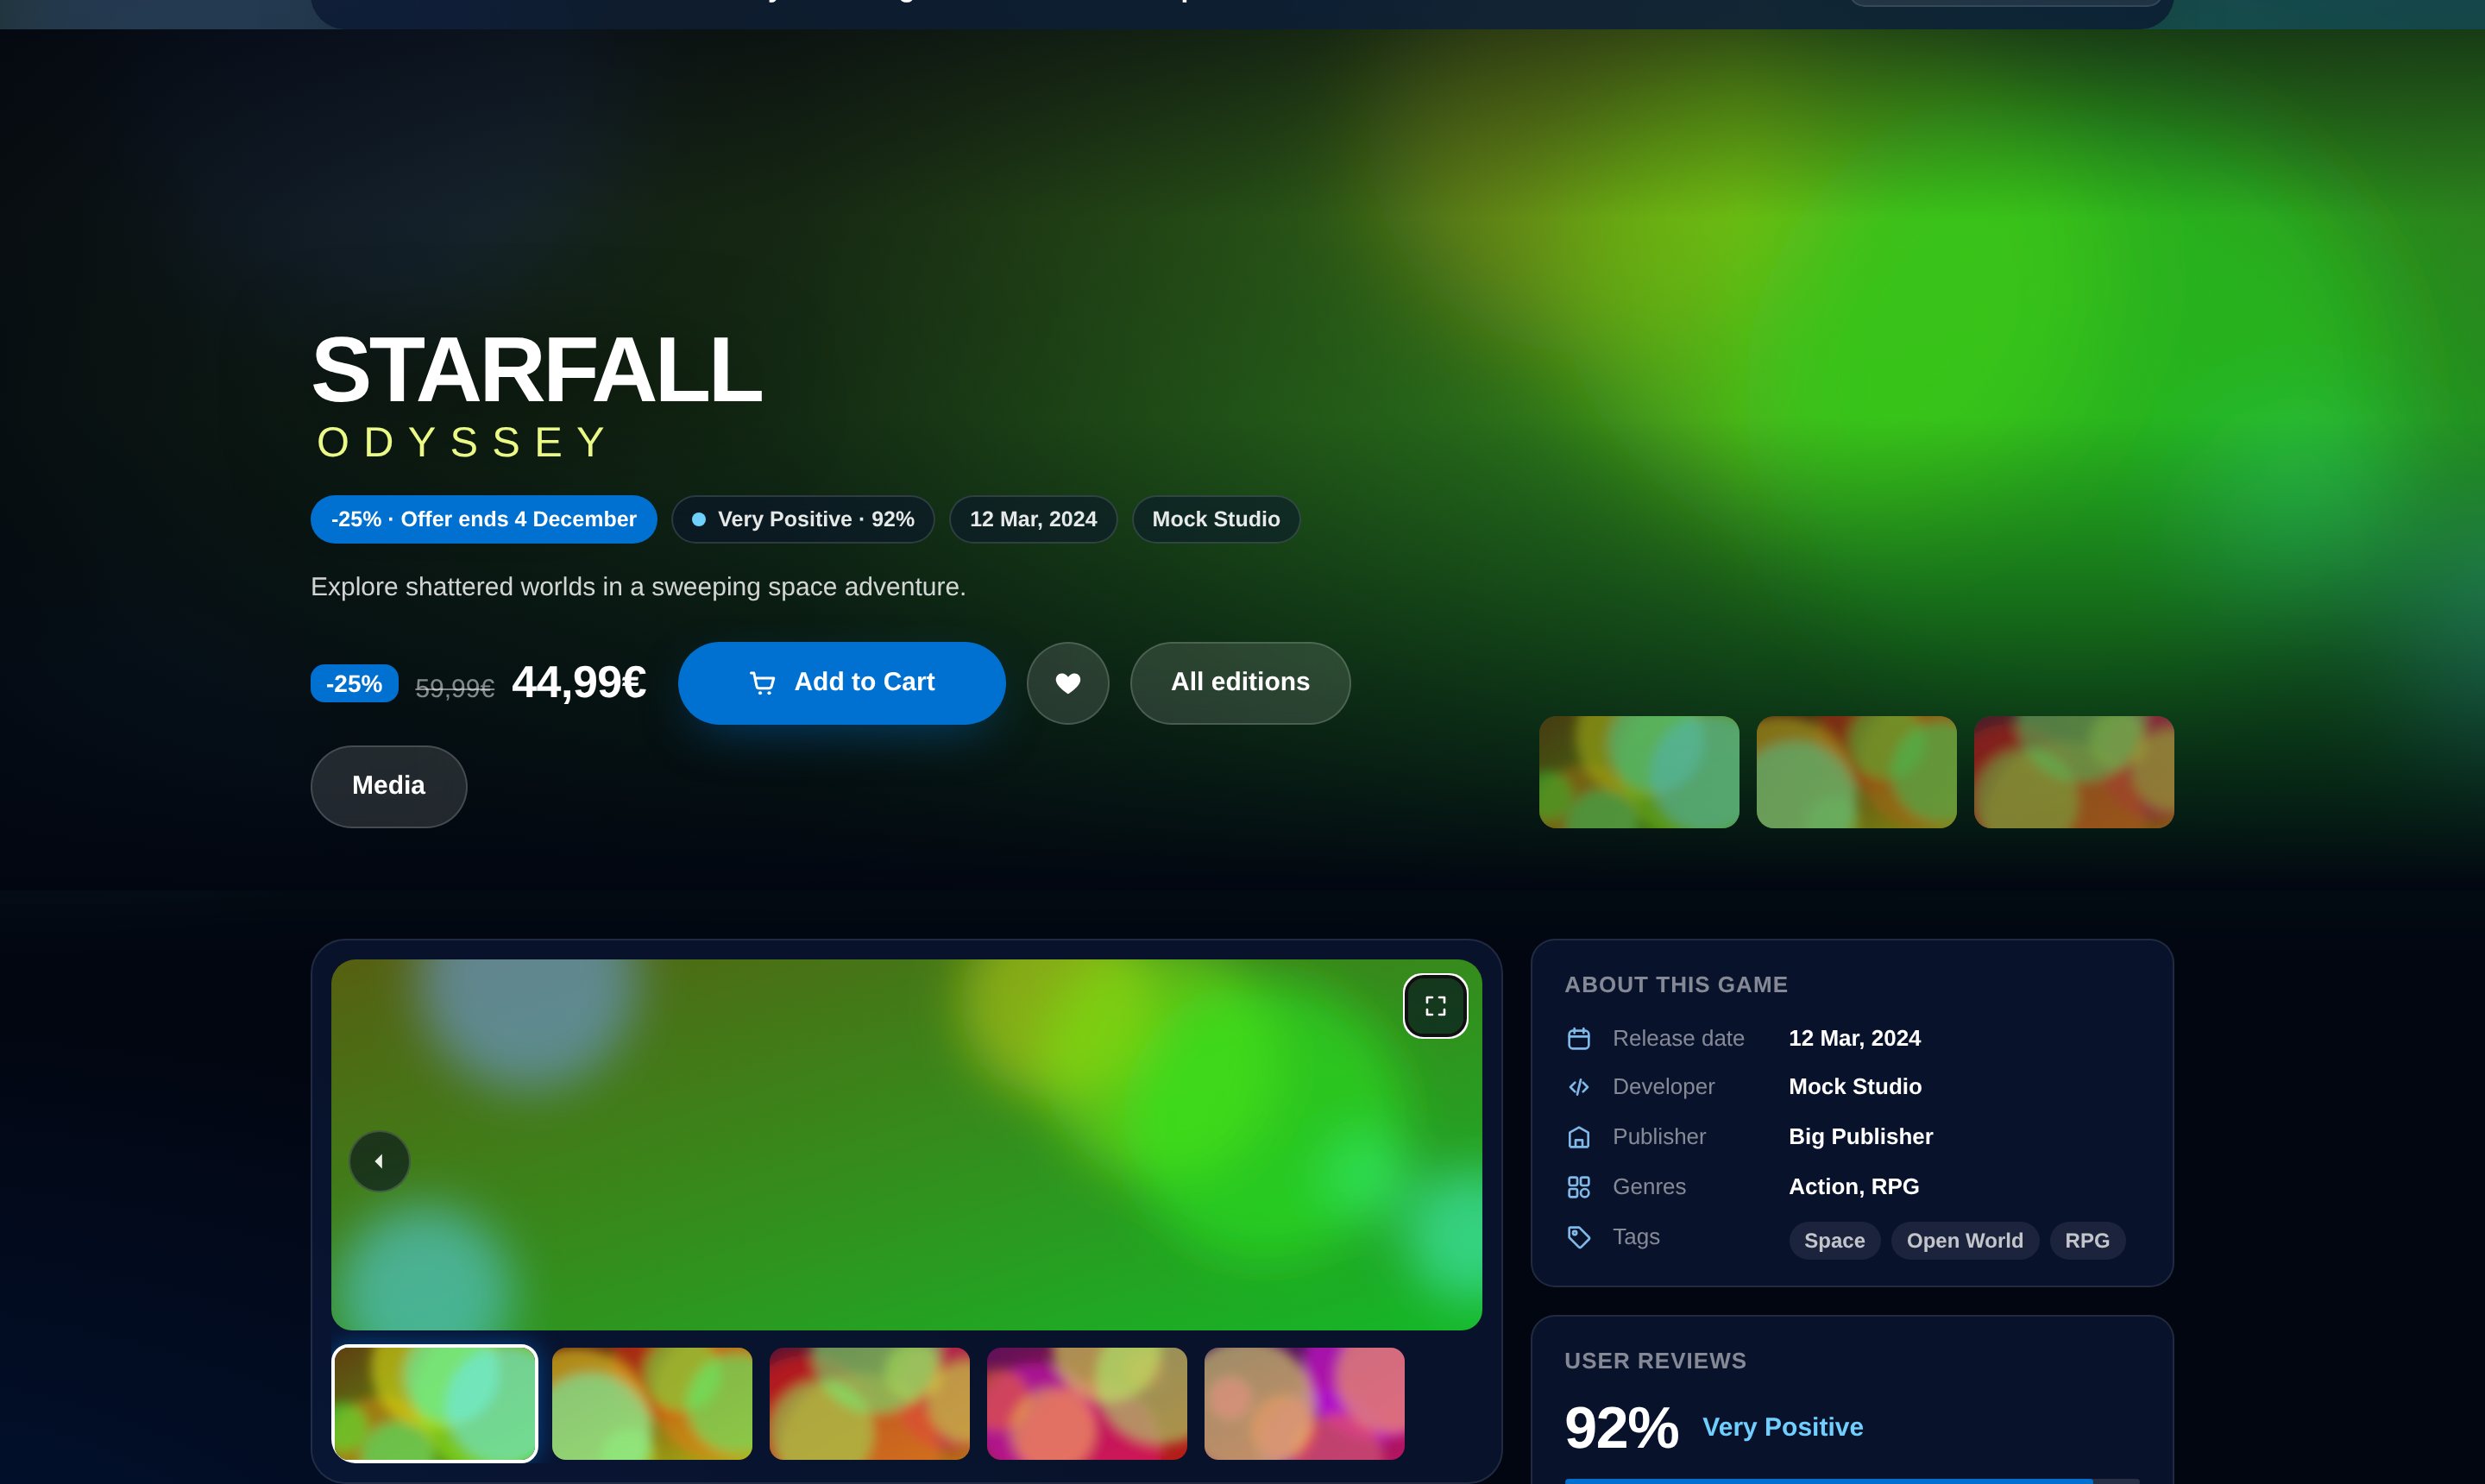 STARFALL
ODYSSEY
-25% · Offer ends 4 December
Very Positive · 92%
12 Mar, 2024
Mock Studio
Explore shattered worlds in a sweeping space adventure.
-25% 59,99€ 44,99€
Add to Cart
All editions
Media
ABOUT THIS GAME
Release date 12 Mar, 2024
Developer Mock Studio
Publisher Big Publisher
Genres Action, RPG
Tags Space Open World RPG
USER REVIEWS
92% Very Positive